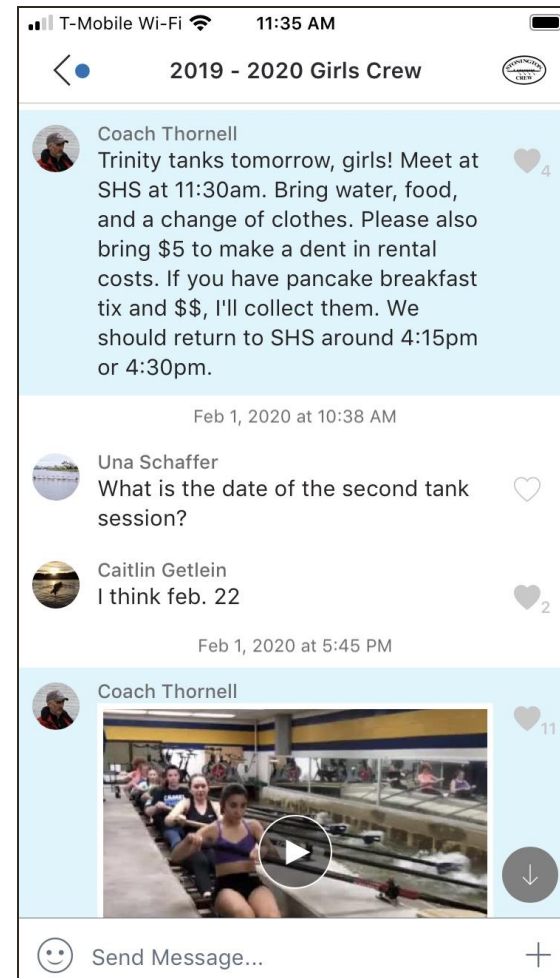 T-Mobile Wi-Fi 11:35 AM
2019 - 2020 Girls Crew
STONINGTON
CREW
Coach Thornell
Trinity tanks tomorrow, girls! Meet at
SHS at 11:30am. Bring water, food,
and a change of clothes. Please also
bring $5 to make a dent in rental
costs. If you have pancake breakfast
tix and $$, I'll collect them. We
should return to SHS around 4:15pm
or 4:30pm.
4
Feb 1, 2020 at 10:38 AM
Una Schaffer
What is the date of the second tank
session?
Caitlin Getlein
I think feb. 22
2
Feb 1, 2020 at 5:45 PM
Coach Thornell
11
Send Message...